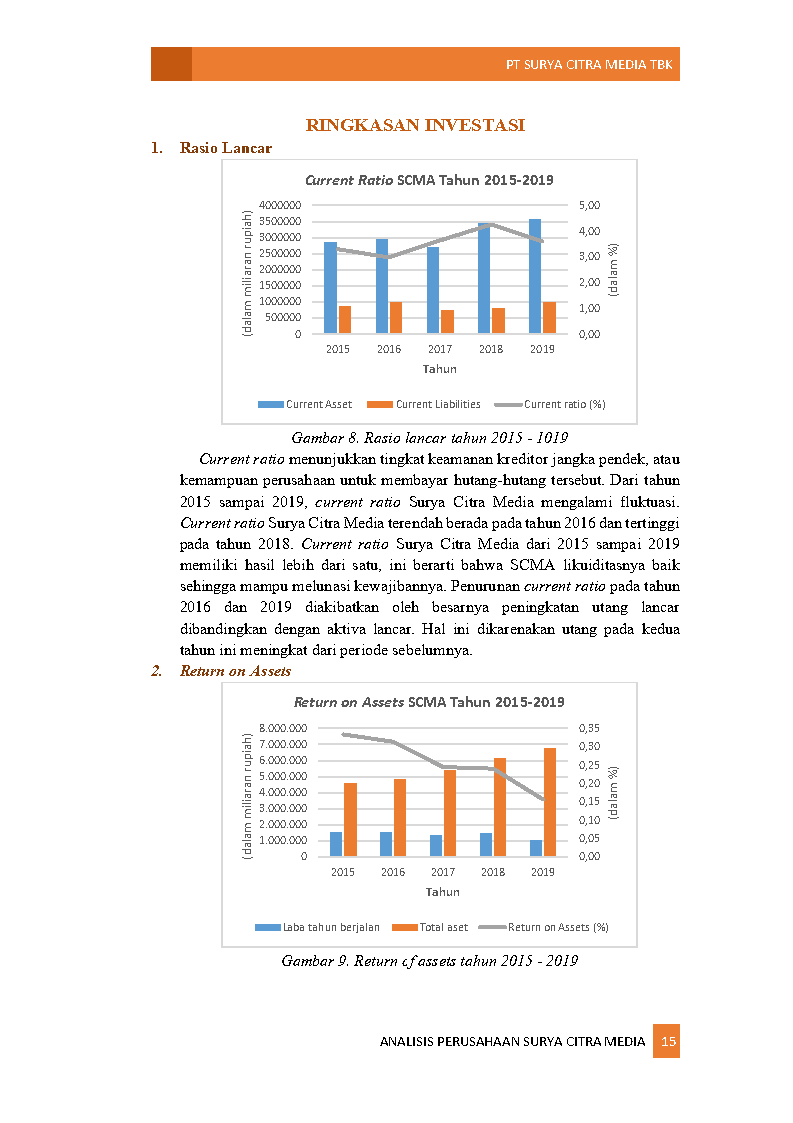 PT SURYA CITRA MEDIA TBK
RINGKASAN INVESTASI
1. Rasio Lancar
Current Ratio SCMA Tahun 2015-2019
(dalam miliaran rupiah)
4000000
3500000
3000000
2500000
2000000
1500000
1000000
500000
0
5,00
4,00
3,00
2,00
1,00
0,00
(dalam %)
2015 2016 2017 2018 2019
Tahun
Current Asset Current Liabilities Current ratio (%)
Gambar 8. Rasio lancar tahun 2015 - 1019
Current ratio menunjukkan tingkat keamanan kreditor jangka pendek, atau
kemampuan perusahaan untuk membayar hutang-hutang tersebut. Dari tahun
2015 sampai 2019, current ratio Surya Citra Media mengalami fluktuasi.
Current ratio Surya Citra Media terendah berada pada tahun 2016 dan tertinggi
pada tahun 2018. Current ratio Surya Citra Media dari 2015 sampai 2019
memiliki hasil lebih dari satu, ini berarti bahwa SCMA likuiditasnya baik
sehingga mampu melunasi kewajibannya. Penurunan current ratio pada tahun
2016 dan 2019 diakibatkan oleh besarnya peningkatan utang lancar
dibandingkan dengan aktiva lancar. Hal ini dikarenakan utang pada kedua
tahun ini meningkat dari periode sebelumnya.
2. Return on Assets
Return on Assets SCMA Tahun 2015-2019
(dalam miliaran rupiah)
8.000.000
7.000.000
6.000.000
5.000.000
4.000.000
3.000.000
2.000.000
1.000.000
0
0,35
0,30
0,25
0,20
0,15
0,10
0,05
0,00
(dalam %)
2015 2016 2017 2018 2019
Tahun
Laba tahun berjalan Total aset Return on Assets (%)
Gambar 9. Return of assets tahun 2015 - 2019
ANALISIS PERUSAHAAN SURYA CITRA MEDIA 15